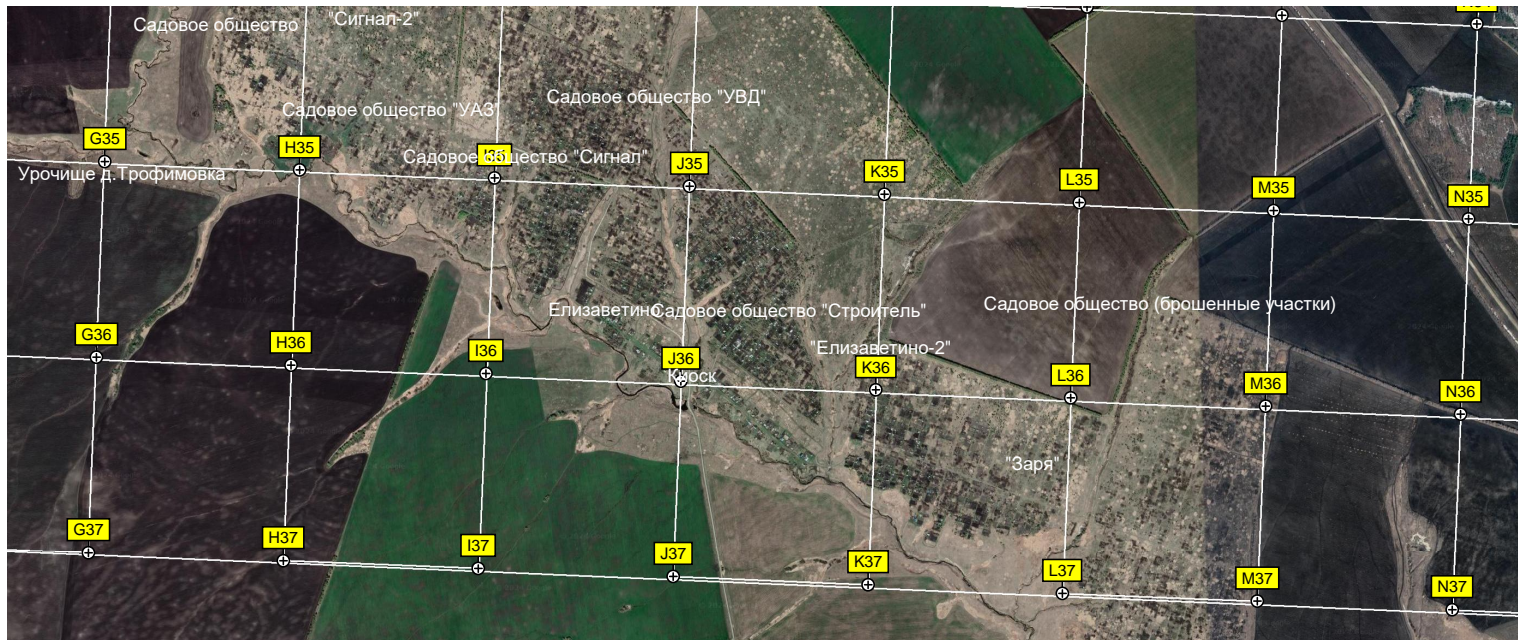 Садовое общество
"Сигнал-2"
Садовое общество "УАЗ"
Садовое общество "УВД"
G35
H35
I35
Садовое общество "Сигнал"
J35
K35
L35
M35
N35
Урочище д.Трофимовка
Елизаветино
Садовое общество "Строитель"
Садовое общество (брошенные участки)
"Елизаветино-2"
G36
H36
I36
J36
Киоск
K36
L36
M36
N36
"Заря"
G37
H37
I37
J37
K37
L37
M37
N37